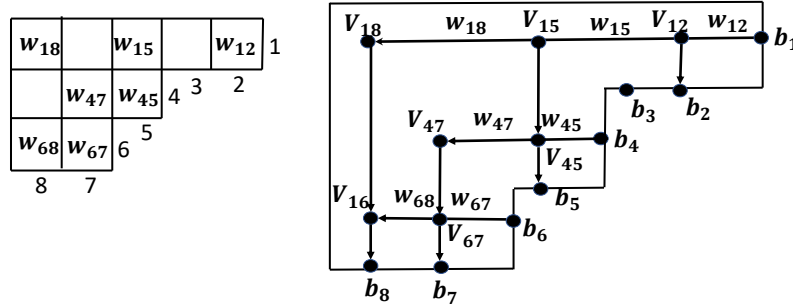 w₁₈ w₁₅ w₁₂ 1
w₄₇ w₄₅ 4 3 2
w₆₈ w₆₇ 6 5
8 7
V₁₈ w₁₈ V₁₅ w₁₅ V₁₂ w₁₂ b₁
b₃ b₂
V₄₇ w₄₇ w₄₅ b₄
V₄₅
V₁₆ w₆₈ w₆₇ b₅
V₆₇ b₆
b₈ b₇